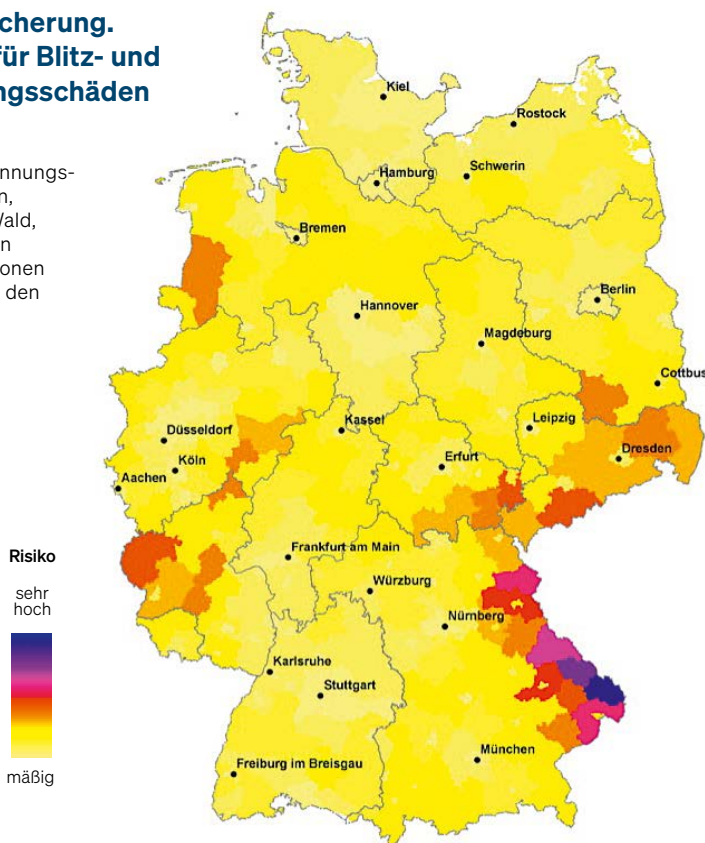 cherung.
für Blitz- und
ngsschäden
nnungs-
n,
Wald,
n
onen
den
Kiel
Rostock
Hamburg
Schwerin
Bremen
Berlin
Hannover
Magdeburg
Cottbus
Kassel
Leipzig
Düsseldorf
Dresden
Köln
Erfurt
Aachen
Frankfurt am Main
Würzburg
Nürnberg
Karlsruhe
Stuttgart
München
Freiburg im Breisgau
Risiko
sehr
hoch
mäßig